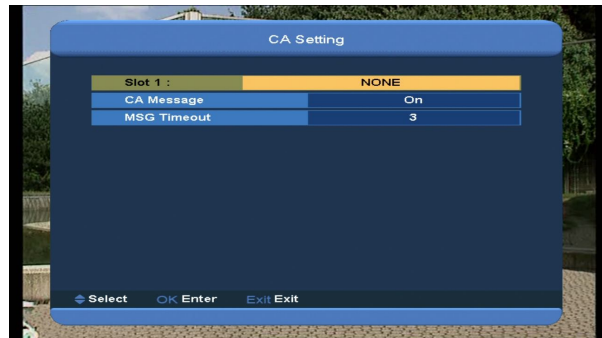 CA Setting
Slot 1 : NONE
CA Message On
MSG Timeout 3
Select OK Enter Exit Exit